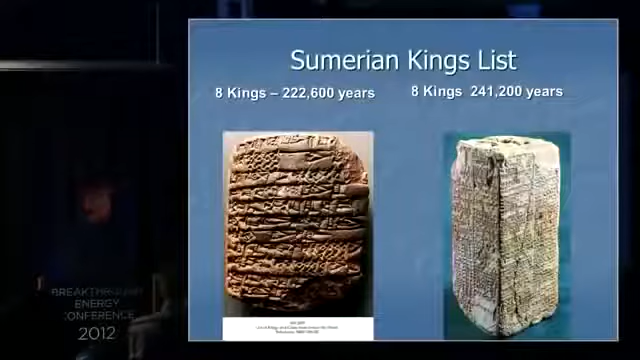 Sumerian Kings List
8 Kings – 222,600 years
8 Kings 241,200 years
BREAKTHROUGH
ENERGY
CONFERENCE
2012